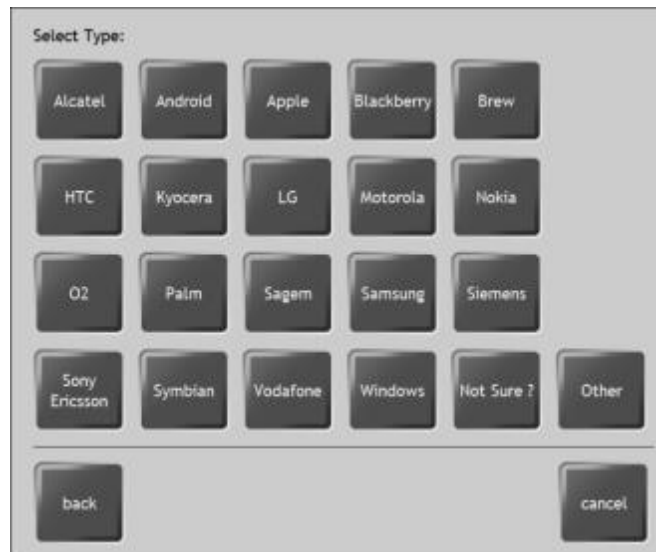 Select Type:
Alcatel Android Apple Blackberry Brew
HTC Kyocera LG Motorola Nokia
O2 Palm Sagem Samsung Siemens
Sony
Ericsson Symbian Vodafone Windows Not Sure ? Other
back cancel